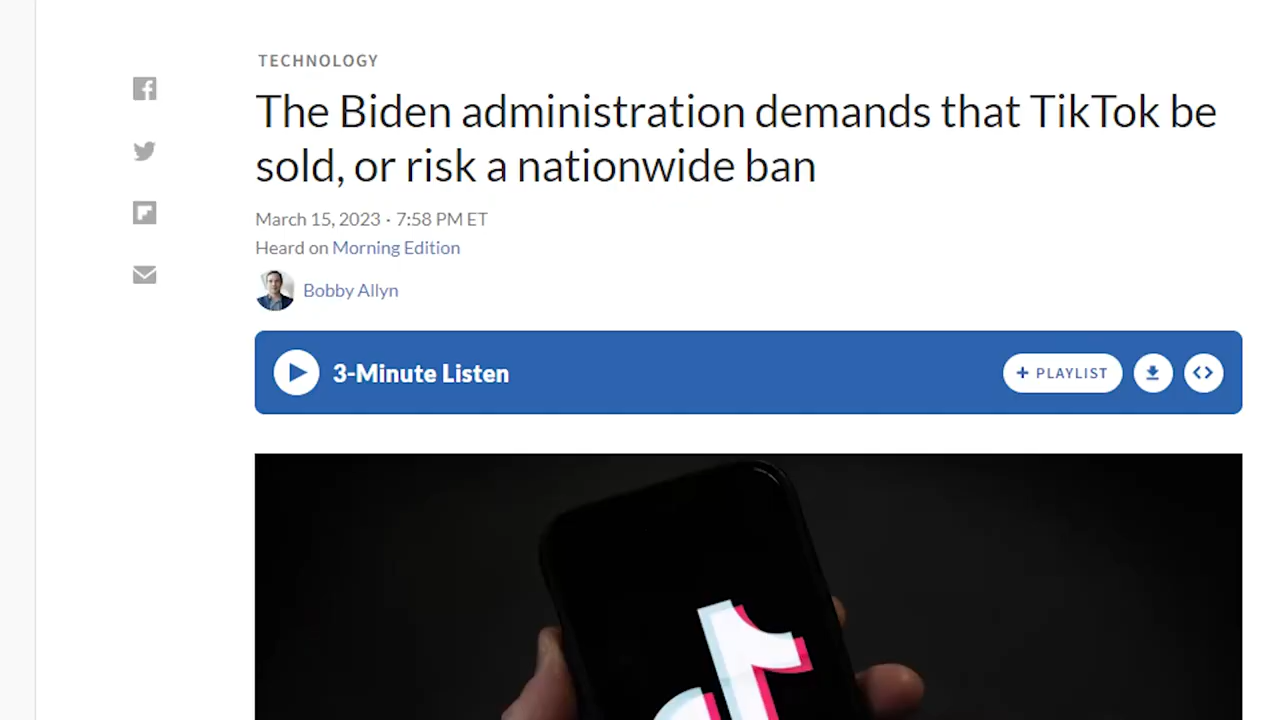 TECHNOLOGY
The Biden administration demands that TikTok be
sold, or risk a nationwide ban
March 15, 2023 · 7:58 PM ET
Heard on Morning Edition
Bobby Allyn
3-Minute Listen
+ PLAYLIST